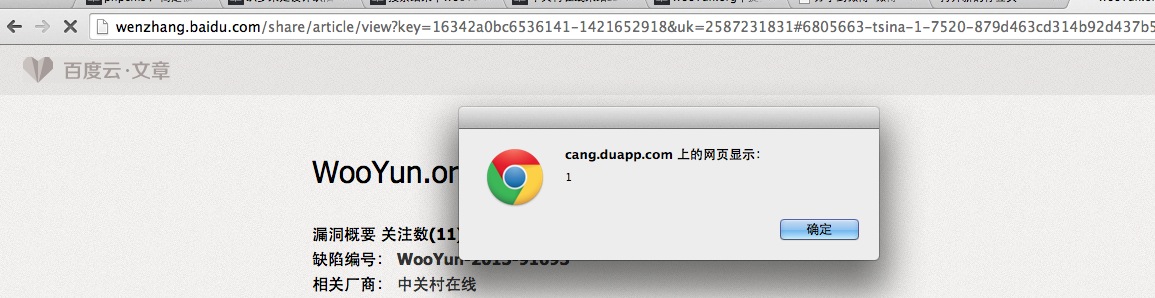 wenzhang.baidu.com/share/article/view?key=16342a0bc6536141-1421652918&uk=2587231831#6805663-tsina-1-7520-879d463cd314b92d437b5
百度云·文章
cang.duapp.com 上的网页显示:
1
确定
WooYun.or
漏洞概要 关注数(11)
缺陷编号: WooYun-2015-91695
相关厂商: 中关村在线